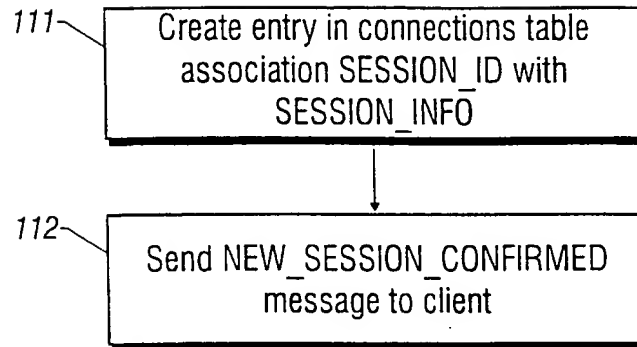 111
Create entry in connections table
association SESSION_ID with
SESSION_INFO
112
Send NEW_SESSION_CONFIRMED
message to client